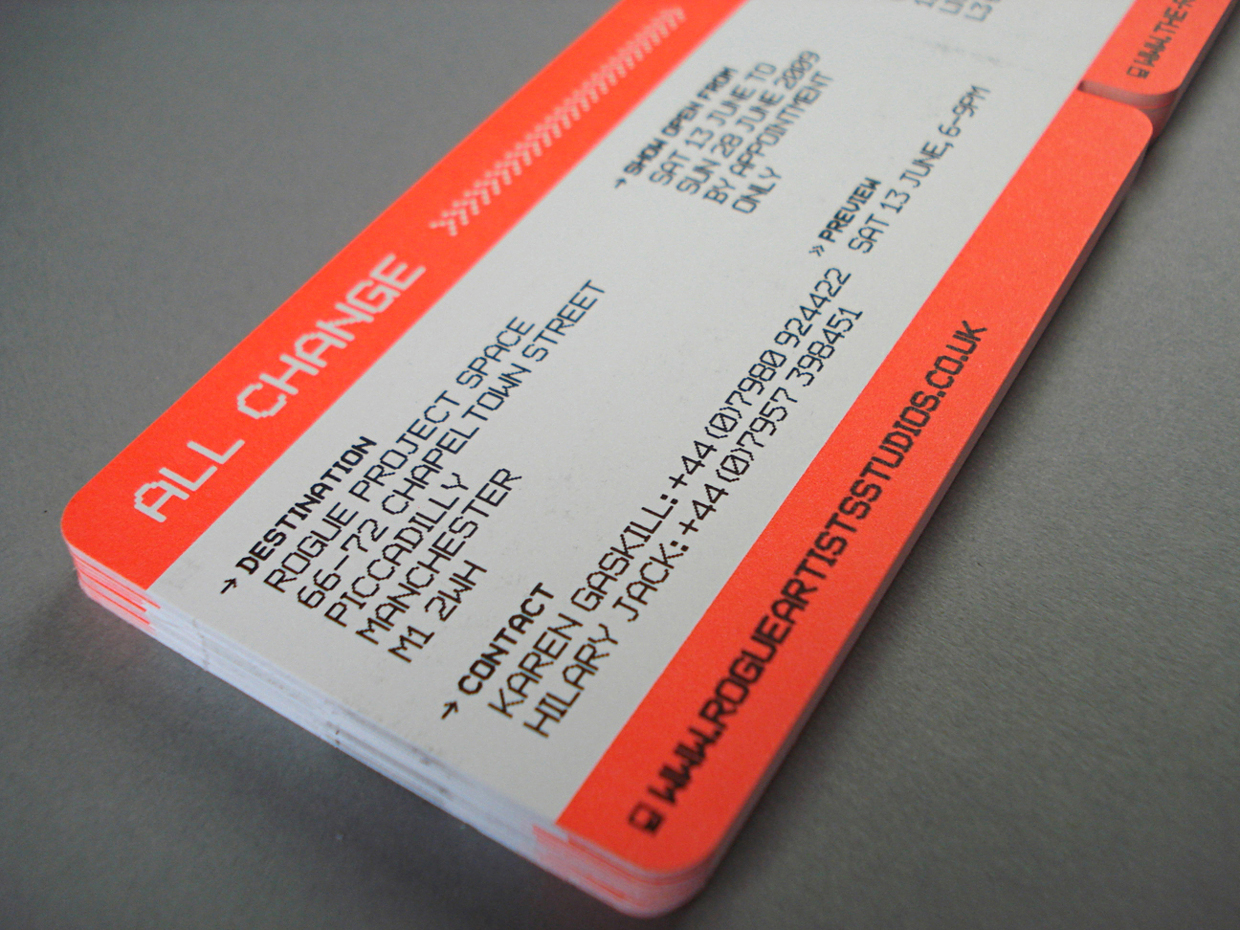 ALL CHANGE
→ DESTINATION
ROGUE PROJECT SPACE
66-72 CHAPELTOWN STREET
PICCADILLY
MANCHESTER
M1 2WH
→ SHOW OPEN FROM
SAT 13 JUNE TO
SUN 28 JUNE 2009
BY APPOINTMENT
ONLY
→ CONTACT
KAREN GASKILL: +44 (0)7980 924422
HILARY JACK: +44 (0)7957 398451
» PREVIEW
SAT 13 JUNE, 6-9PM
WWW.ROGUEARTISTSSTUDIOS.CO.UK